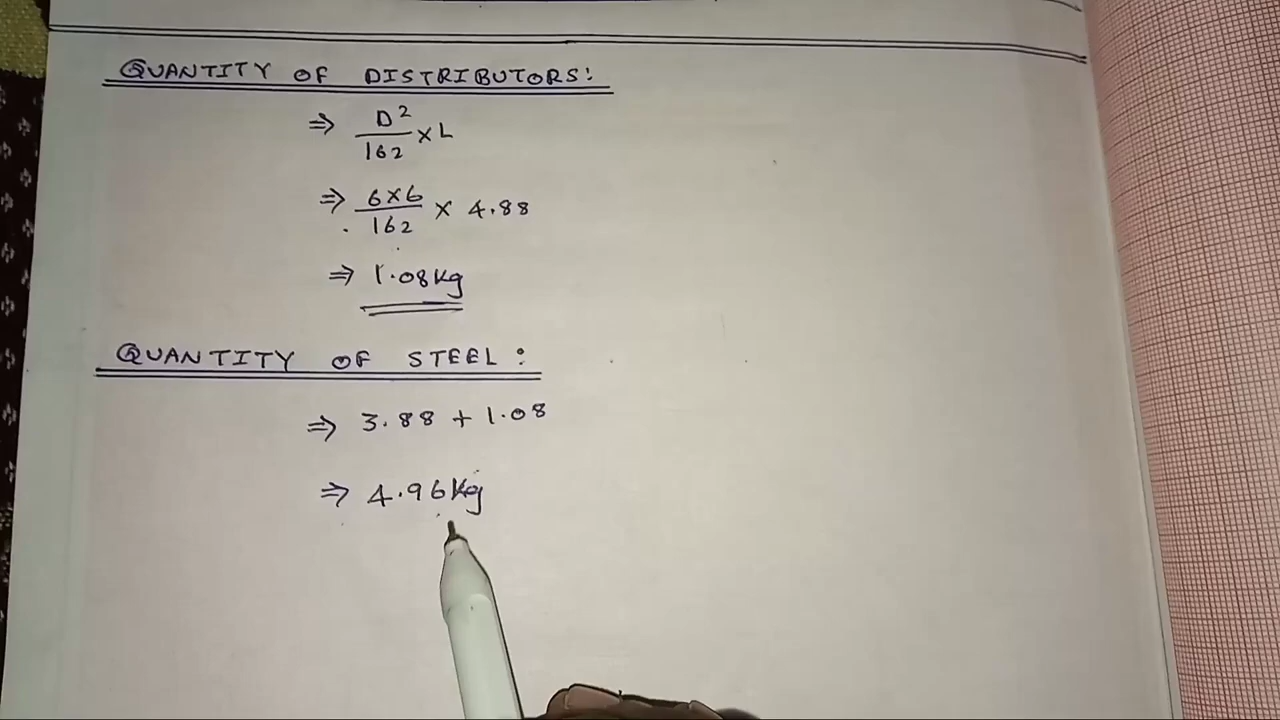 QUANTITY OF DISTRIBUTORS:
⇒ D²/162 × L
⇒ 6×6/162 × 4.88
⇒ 1.08kg
QUANTITY OF STEEL:
⇒ 3.88 + 1.08
⇒ 4.96kg